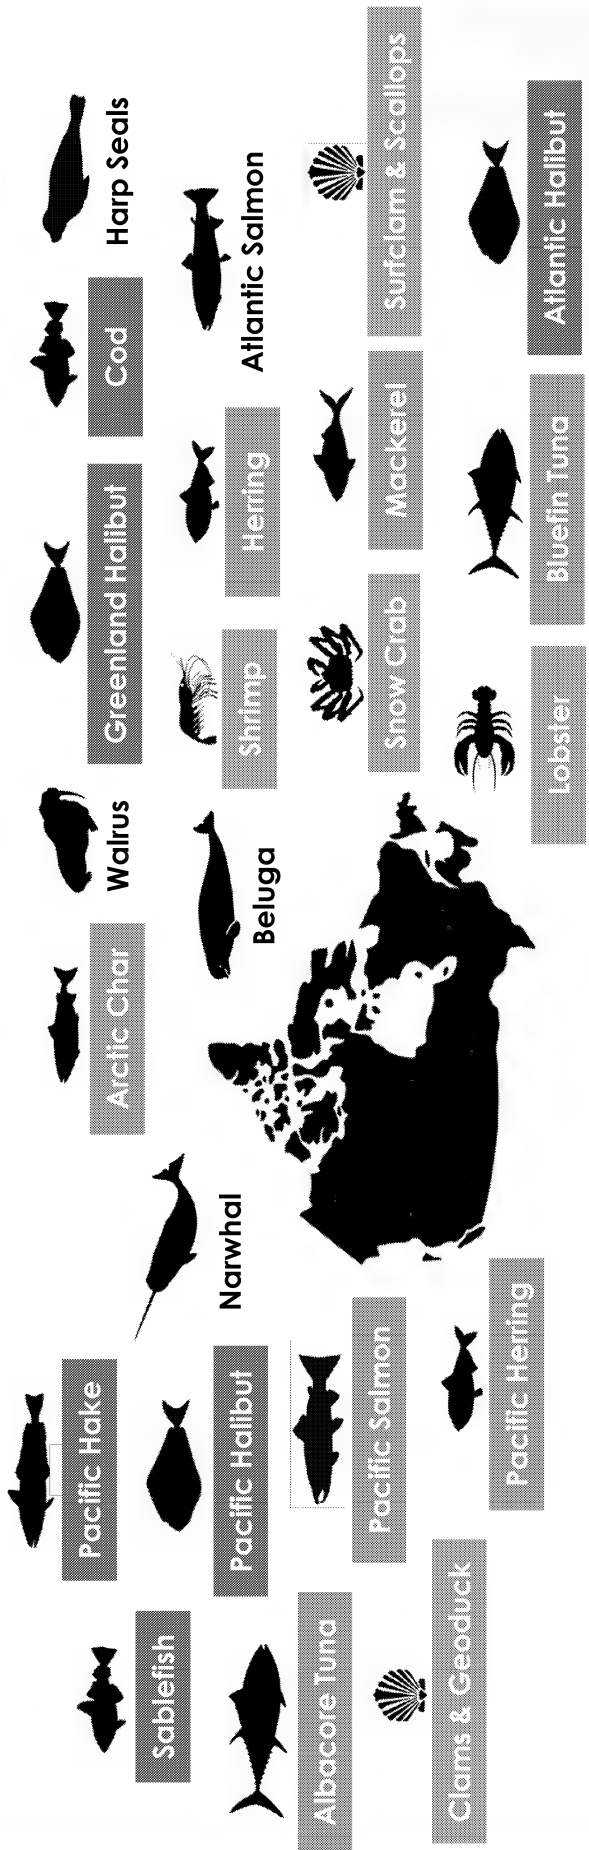 Pacific Hake
Sablefish
Pacific Halibut
Albacore Tuna
Pacific Salmon
Clams & Geoduck
Pacific Herring
Narwhal
Arctic Char
Walrus
Beluga
Greenland Halibut
Cod
Harp Seals
Shrimp
Herring
Atlantic Salmon
Snow Crab
Mackerel
Surfclam & Scallops
Lobster
Bluefin Tuna
Atlantic Halibut